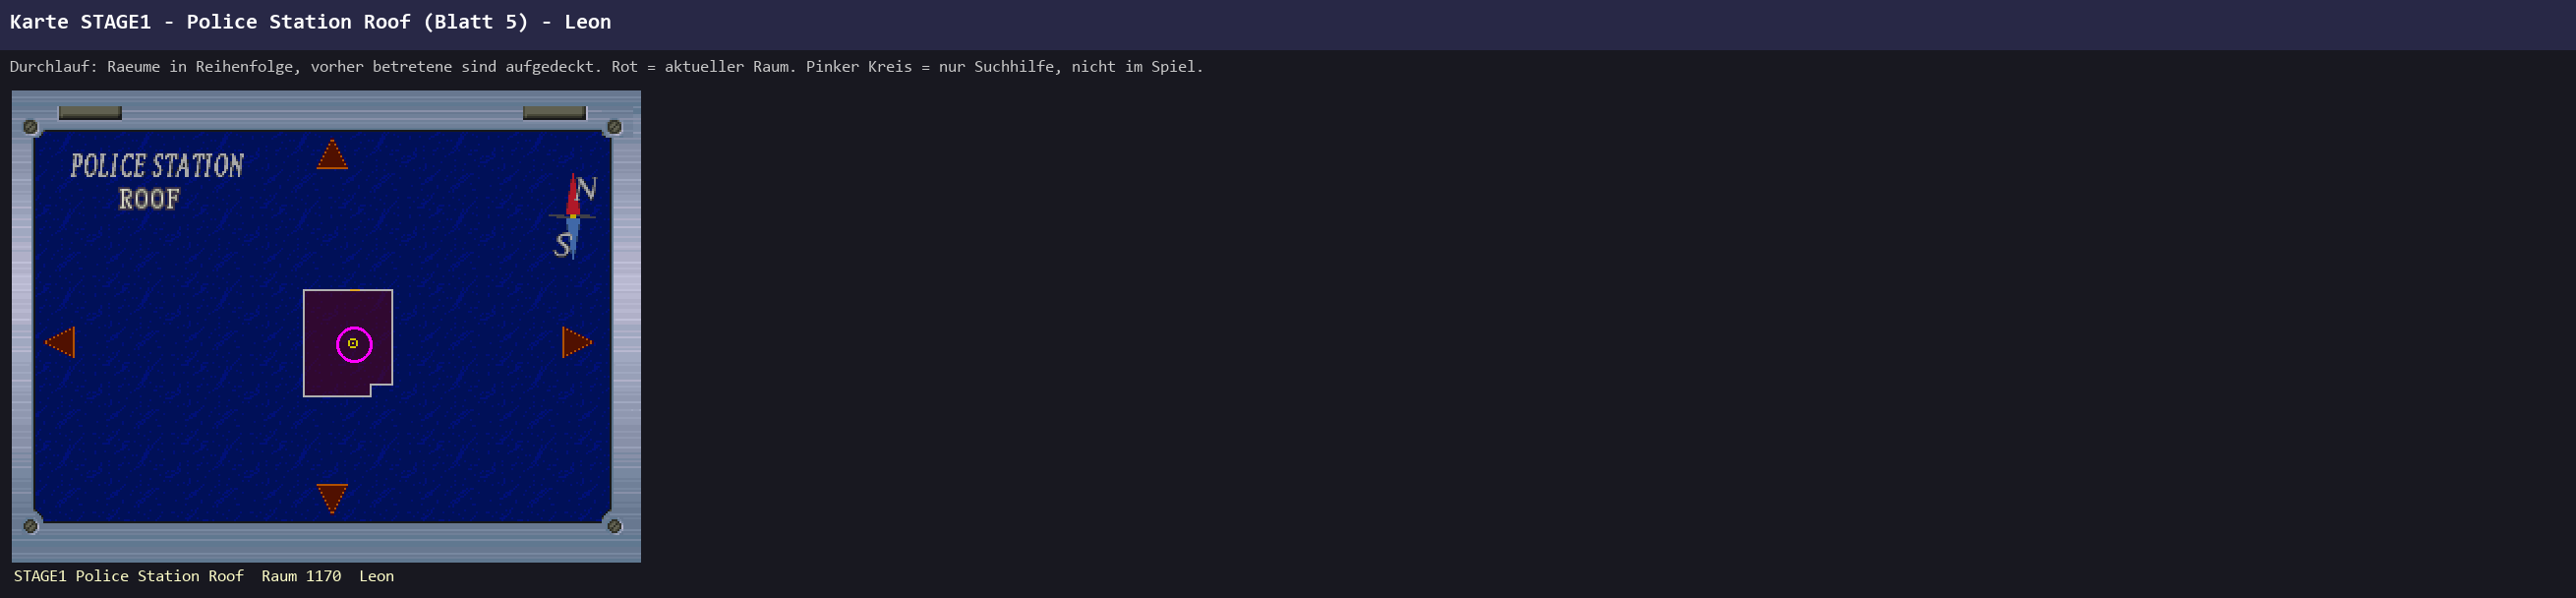 Karte STAGE1 - Police Station Roof (Blatt 5) - Leon
Durchlauf: Raeume in Reihenfolge, vorher betretene sind aufgedeckt. Rot = aktueller Raum. Pinker Kreis = nur Suchhilfe, nicht im Spiel.
POLICE STATION
ROOF
N
S
STAGE1 Police Station Roof  Raum 1170  Leon